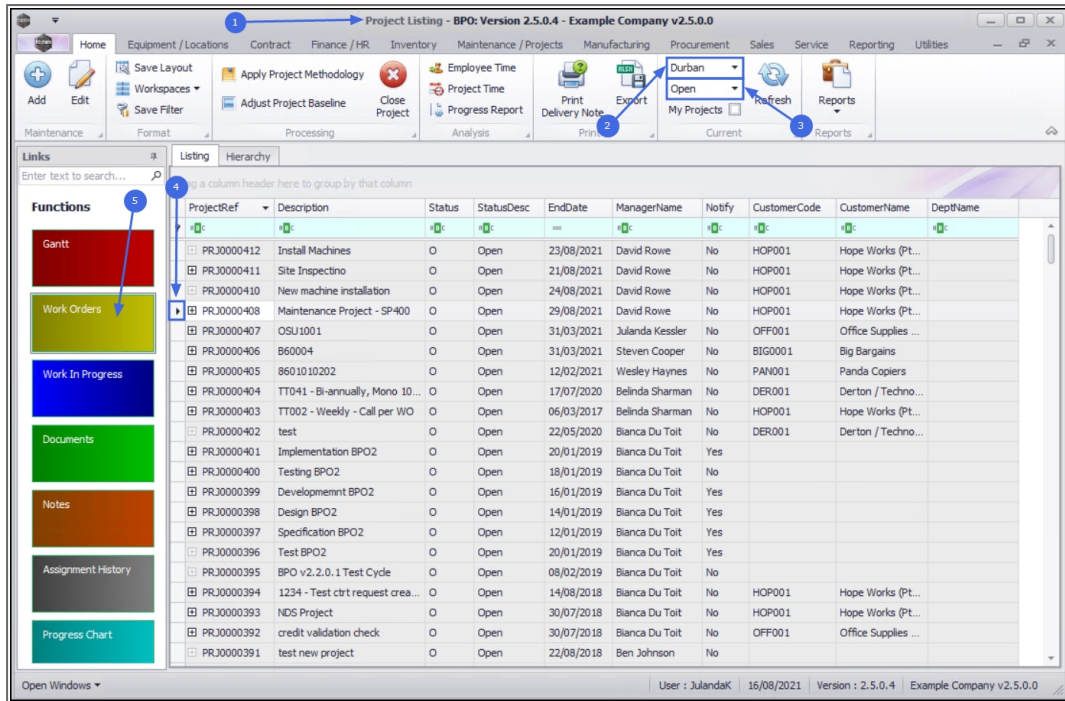 Project Listing - BPO: Version 2.5.0.4 - Example Company v2.5.0.0
1
Home Equipment / Locations Contract Finance / HR Inventory Maintenance / Projects Manufacturing Procurement Sales Service Reporting Utilities
Save Layout Employee Time Durban
Apply Project Methodology
Workspaces Project Time Open
Add Edit Close Project Print Delivery Note Export Refresh Reports
Adjust Project Baseline
Save Filter Progress Report My Projects
2 3
Maintenance Format Processing Analysis Print Current Reports
Links Listing Hierarchy
Enter text to search... 4 a column header here to group by that column
Functions 5
ProjectRef Description Status StatusDesc EndDate ManagerName Notify CustomerCode CustomerName DeptName
Gantt
PRJ0000412 Install Machines O Open 23/08/2021 David Rowe No HOP001 Hope Works (Pt...
PRJ0000411 Site Inspectino O Open 21/08/2021 David Rowe No HOP001 Hope Works (Pt...
PRJ0000410 New machine installation O Open 24/08/2021 David Rowe No HOP001 Hope Works (Pt...
Work Orders
PRJ0000408 Maintenance Project - SP400 O Open 29/08/2021 David Rowe No HOP001 Hope Works (Pt...
PRJ0000407 OSU1001 O Open 31/03/2021 Julanda Kessler No OFF001 Office Supplies ...
PRJ0000406 B60004 O Open 31/03/2021 Steven Cooper No BIG0001 Big Bargains
Work In Progress
PRJ0000405 8601010202 O Open 12/02/2021 Wesley Haynes No PAN001 Panda Copiers
PRJ0000404 TT041 - Bi-annually, Mono 10... O Open 17/07/2020 Belinda Sharman No DER001 Derton / Techno...
PRJ0000403 TT002 - Weekly - Call per WO O Open 06/03/2017 Belinda Sharman No HOP001 Hope Works (Pt...
Documents
PRJ0000402 test O Open 22/05/2020 Bianca Du Toit No DER001 Derton / Techno...
PRJ0000401 Implementation BPO2 O Open 20/01/2019 Bianca Du Toit Yes
PRJ0000400 Testing BPO2 O Open 18/01/2019 Bianca Du Toit No
PRJ0000399 Developmemnt BPO2 O Open 16/01/2019 Bianca Du Toit Yes
Notes
PRJ0000398 Design BPO2 O Open 14/01/2019 Bianca Du Toit Yes
PRJ0000397 Specification BPO2 O Open 12/01/2019 Bianca Du Toit Yes
PRJ0000396 Test BPO2 O Open 20/01/2019 Bianca Du Toit Yes
Assignment History
PRJ0000395 BPO v2.2.0.1 Test Cycle O Open 08/02/2019 Bianca Du Toit No
PRJ0000394 1234 - Test ctrt request crea... O Open 14/08/2018 Bianca Du Toit No HOP001 Hope Works (Pt...
PRJ0000393 NDS Project O Open 30/07/2018 Bianca Du Toit No HOP001 Hope Works (Pt...
Progress Chart
PRJ0000392 credit validation check O Open 30/07/2018 Bianca Du Toit No OFF001 Office Supplies ...
PRJ0000391 test new project O Open 22/08/2018 Ben Johnson No
Open Windows User : JulandaK 16/08/2021 Version : 2.5.0.4 Example Company v2.5.0.0